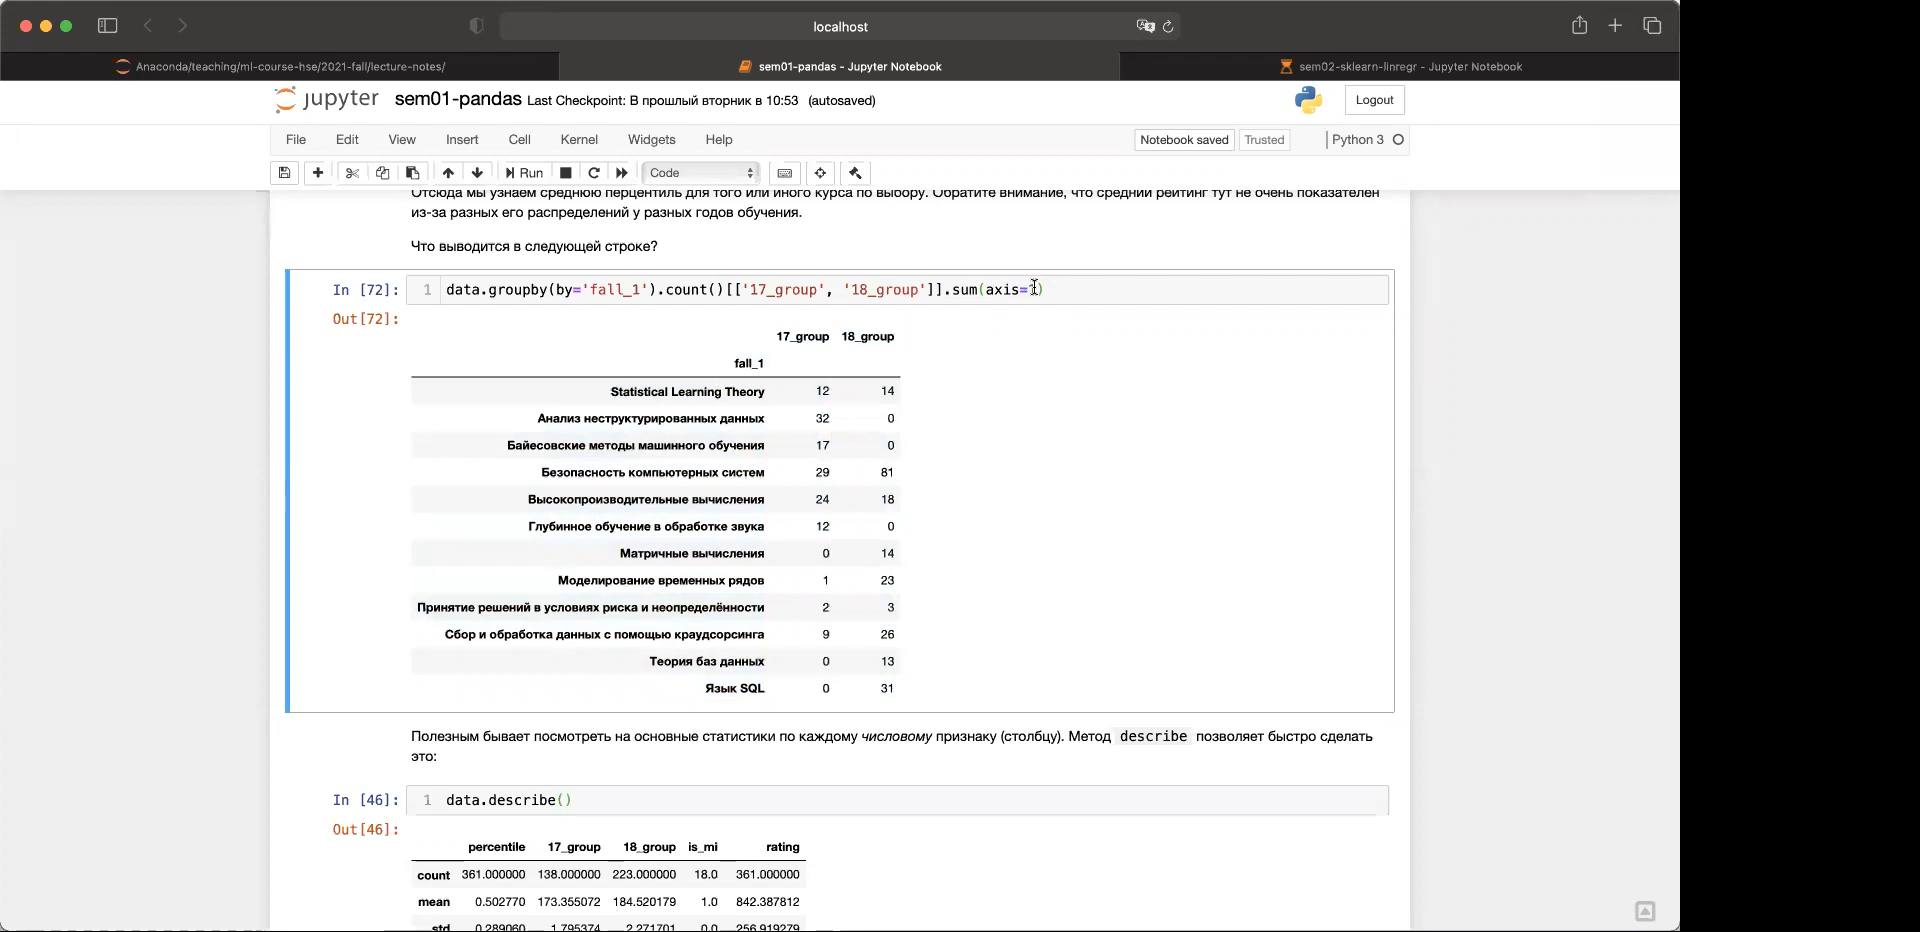 localhost
Anaconda/teaching/ml-course-hse/2021-fall/lecture-notes/
sem01-pandas - Jupyter Notebook
sem02-sklearn-linregr - Jupyter Notebook
jupyter sem01-pandas Last Checkpoint: В прошлый вторник в 10:53 (autosaved)
Logout
File Edit View Insert Cell Kernel Widgets Help
Notebook saved Trusted Python 3
Run Code
Отсюда мы узнаем среднюю перцентиль для того или иного курса по выбору. Обратите внимание, что средний рейтинг тут не очень показателен
из-за разных его распределений у разных годов обучения.
Что выводится в следующей строке?
In [72]: 1 data.groupby(by='fall_1').count()[['17_group', '18_group']].sum(axis=1)
Out[72]:
17_group 18_group
fall_1
Statistical Learning Theory 12 14
Анализ неструктурированных данных 32 0
Байесовские методы машинного обучения 17 0
Безопасность компьютерных систем 29 81
Высокопроизводительные вычисления 24 18
Глубинное обучение в обработке звука 12 0
Матричные вычисления 0 14
Моделирование временных рядов 1 23
Принятие решений в условиях риска и неопределённости 2 3
Сбор и обработка данных с помощью краудсорсинга 9 26
Теория баз данных 0 13
Язык SQL 0 31
Полезным бывает посмотреть на основные статистики по каждому числовому признаку (столбцу). Метод describe позволяет быстро сделать
это:
In [46]: 1 data.describe()
Out[46]:
percentile 17_group 18_group is_mi rating
count 361.000000 138.000000 223.000000 18.0 361.000000
mean 0.502770 173.355072 184.520179 1.0 842.387812
std 0.289060 1.795374 2.271701 0.0 256.919279